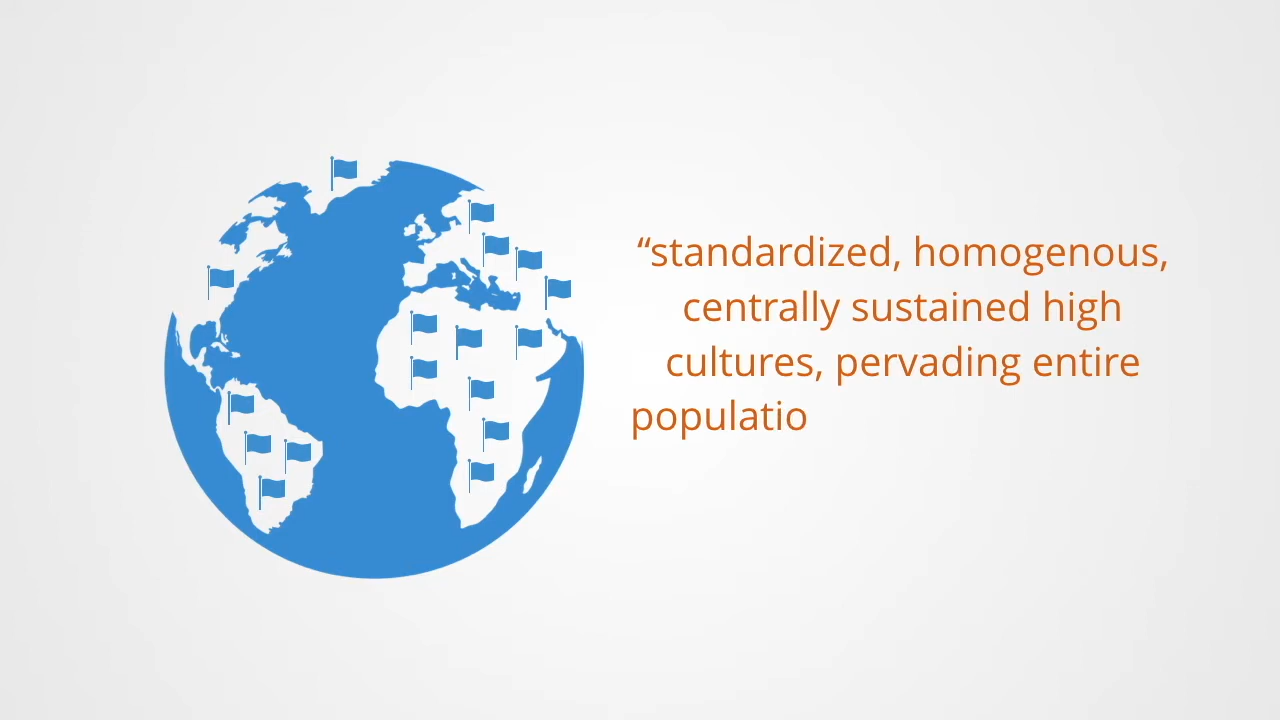 “standardized, homogenous,
centrally sustained high
cultures, pervading entire
populatio